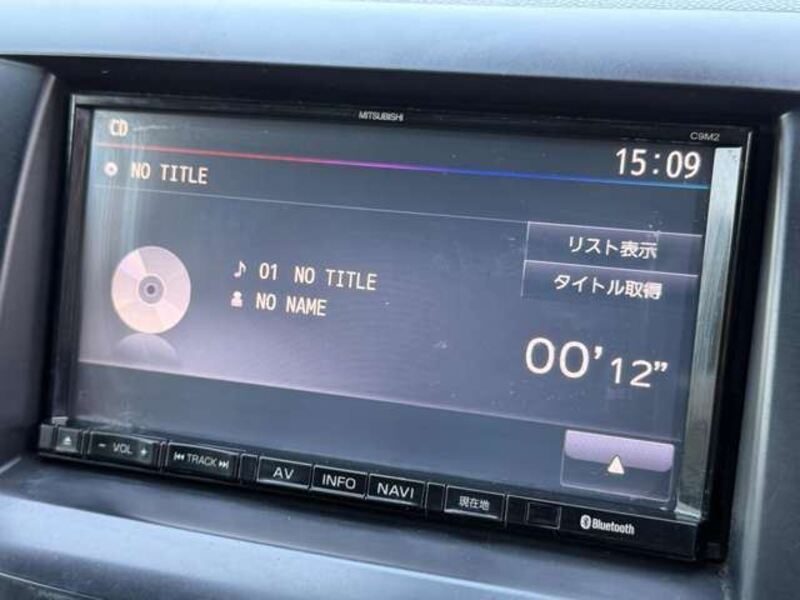 MITSUBISHI
C9M2
CD
15:09
NO TITLE
リスト表示
01 NO TITLE
タイトル取得
NO NAME
00'12"
- VOL +
TRACK
AV
INFO
NAVI
現在地
Bluetooth